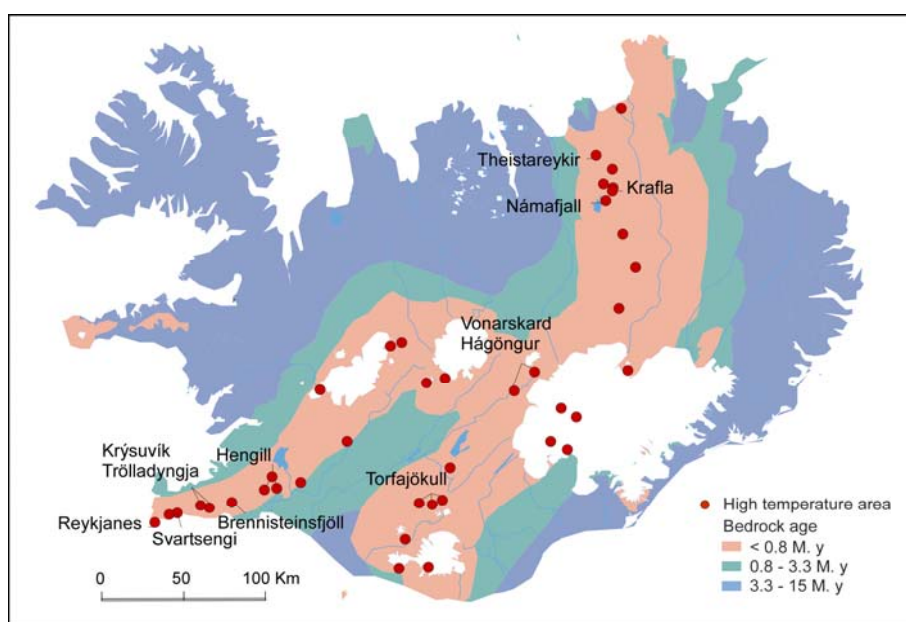 Theistareykir
Krafla
Námafjall
Vonarskard
Hágöngur
Krýsuvík
Trölladyngja
Hengill
Torfajökull
Reykjanes
Brennisteinsfjöll
Svartsengi
High temperature area
Bedrock age
< 0.8 M. y
0.8 - 3.3 M. y
3.3 - 15 M. y
0 50 100 Km